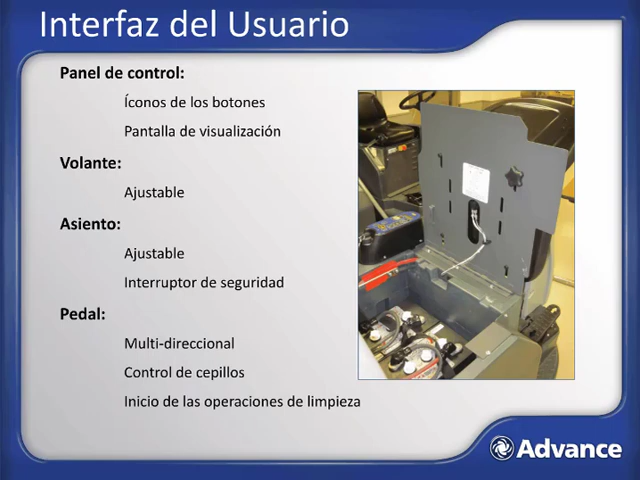 Interfaz del Usuario
Panel de control:
Íconos de los botones
Pantalla de visualización
Volante:
Ajustable
Asiento:
Ajustable
Interruptor de seguridad
Pedal:
Multi-direccional
Control de cepillos
Inicio de las operaciones de limpieza
Advance